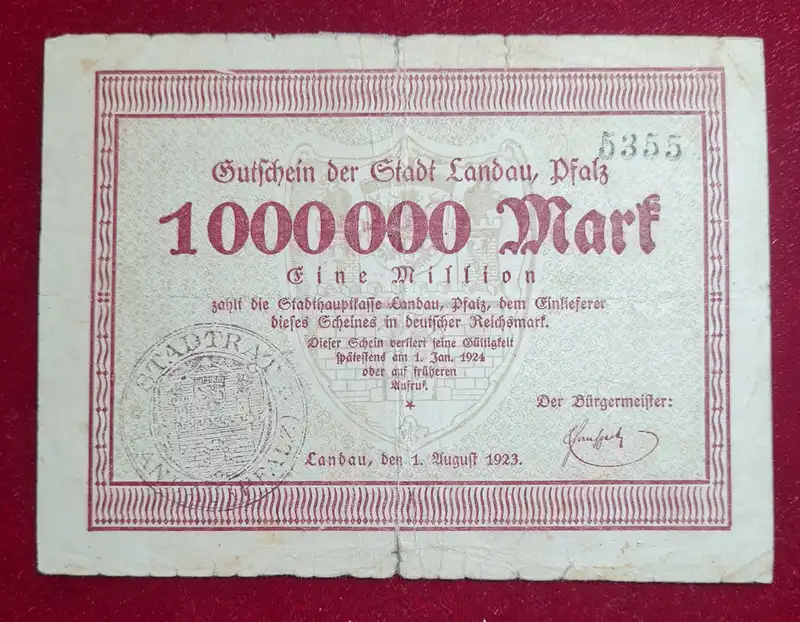 5355
Gutschein der Stadt Landau, Pfalz
1000000 Mark
Eine Million
zahlt die Stadthauptkasse Landau, Pfalz, dem Einlieferer
dieses Scheines in deutscher Reichsmark.
Dieser Schein verliert seine Gültigkeit
spätestens am 1. Jan. 1924
oder auf früheren
Aufruf.
*
Der Bürgermeister:
Landau, den 1. August 1923.
STADTRAT